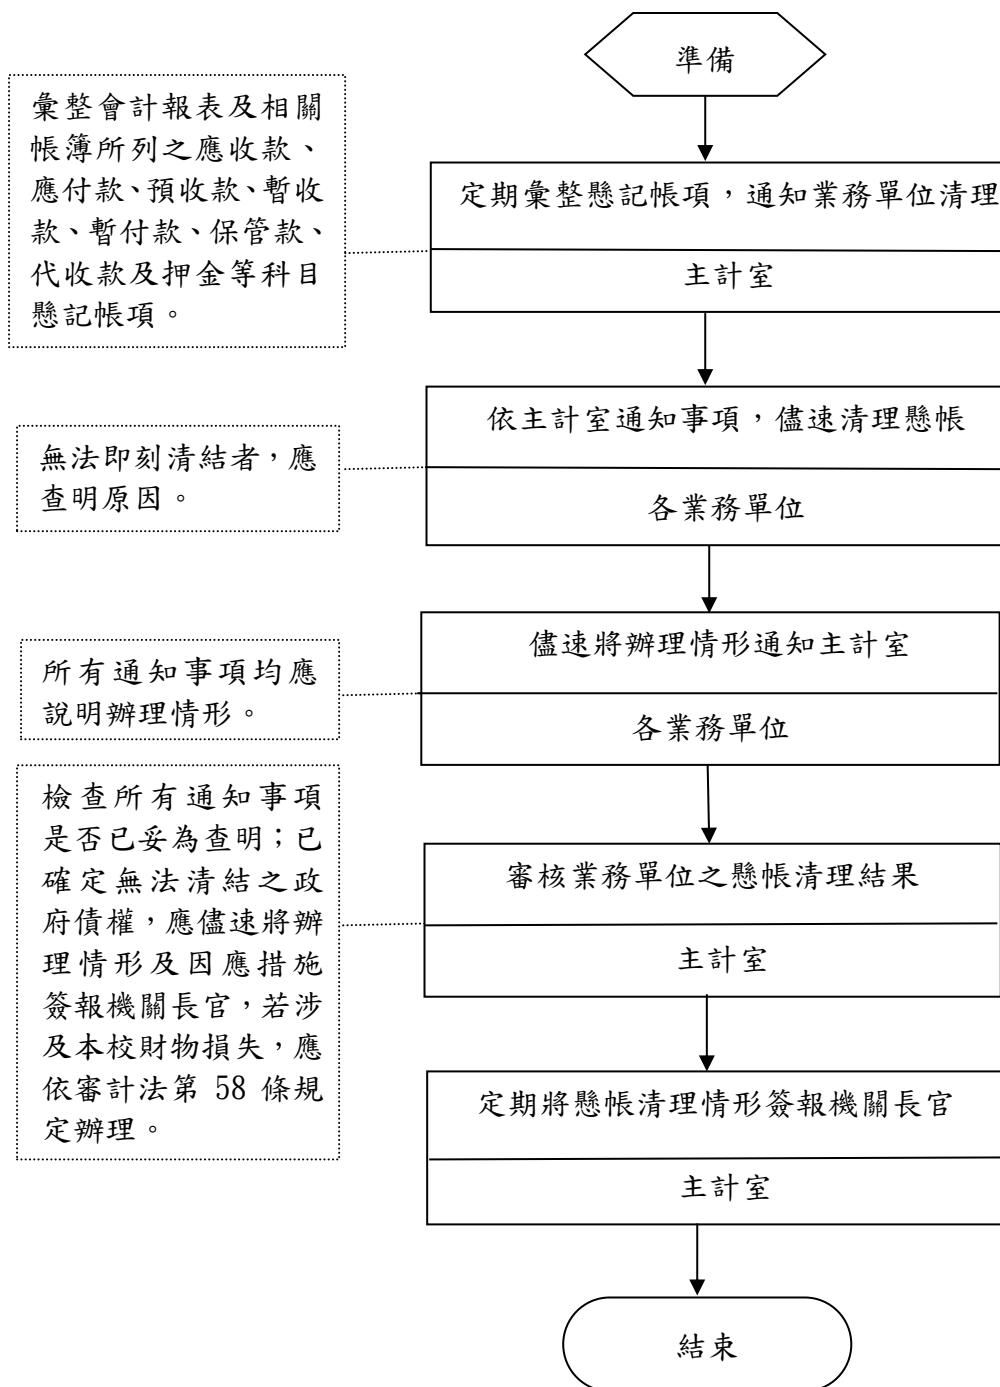 準備
彙整會計報表及相關
帳簿所列之應收款、
應付款、預收款、暫收
款、暫付款、保管款、
代收款及押金等科目
懸記帳項。
定期彙整懸記帳項，通知業務單位清理
主計室
無法即刻清結者，應
查明原因。
依主計室通知事項，儘速清理懸帳
各業務單位
所有通知事項均應
說明辦理情形。
儘速將辦理情形通知主計室
各業務單位
檢查所有通知事項
是否已妥為查明；已
確定無法清結之政
府債權，應儘速將辦
理情形及因應措施
簽報機關長官，若涉
及本校財物損失，應
依審計法第 58 條規
定辦理。
審核業務單位之懸帳清理結果
主計室
定期將懸帳清理情形簽報機關長官
主計室
結束